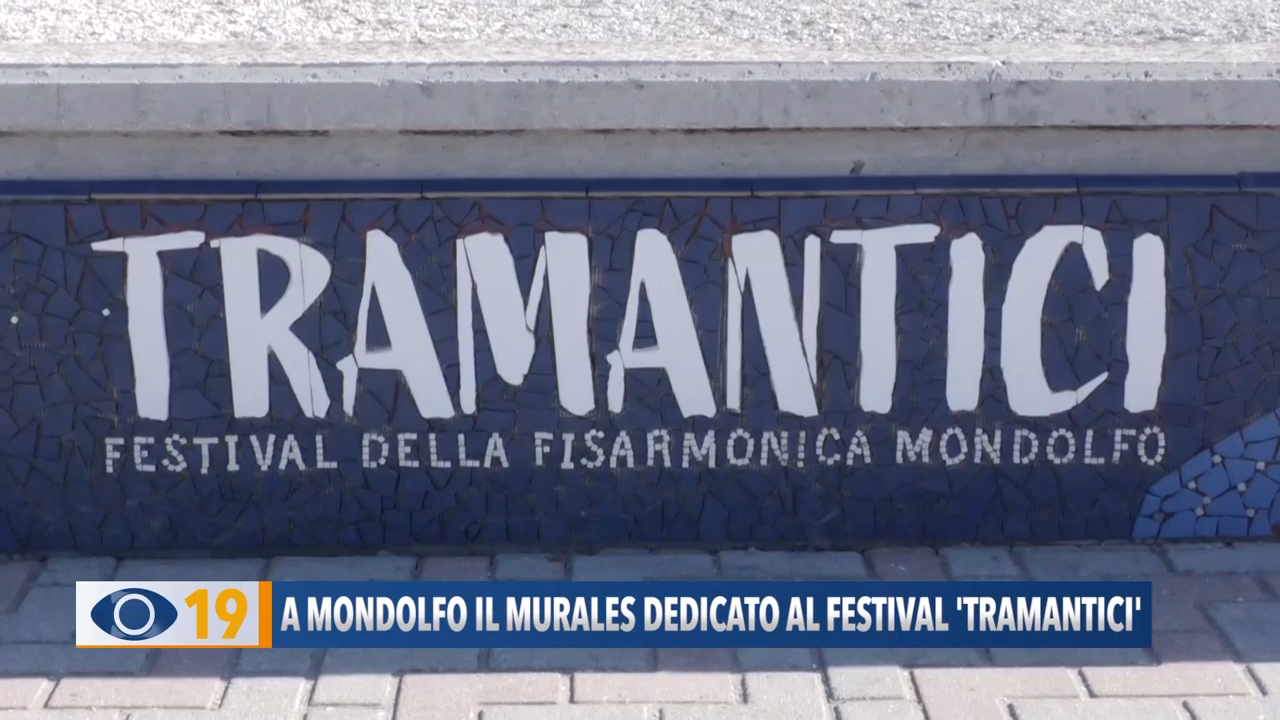 TRAMANTICI
FESTIVAL DELLA FISARMONICA MONDOLFO
19 A MONDOLFO IL MURALES DEDICATO AL FESTIVAL 'TRAMANTICI'